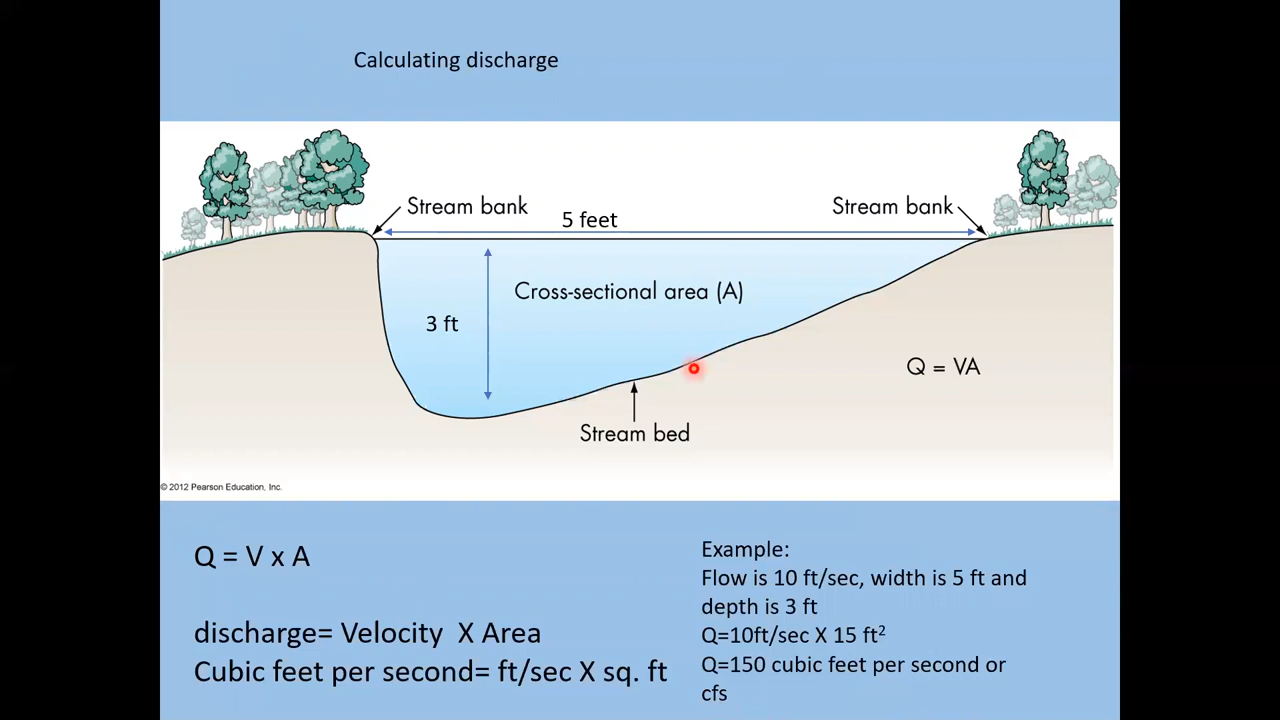 Calculating discharge
Stream bank
5 feet
Stream bank
Cross-sectional area (A)
3 ft
Q = VA
Stream bed
© 2012 Pearson Education, Inc.
Q = V x A
discharge= Velocity X Area
Cubic feet per second= ft/sec X sq. ft
Example:
Flow is 10 ft/sec, width is 5 ft and
depth is 3 ft
Q=10ft/sec X 15 ft²
Q=150 cubic feet per second or
cfs